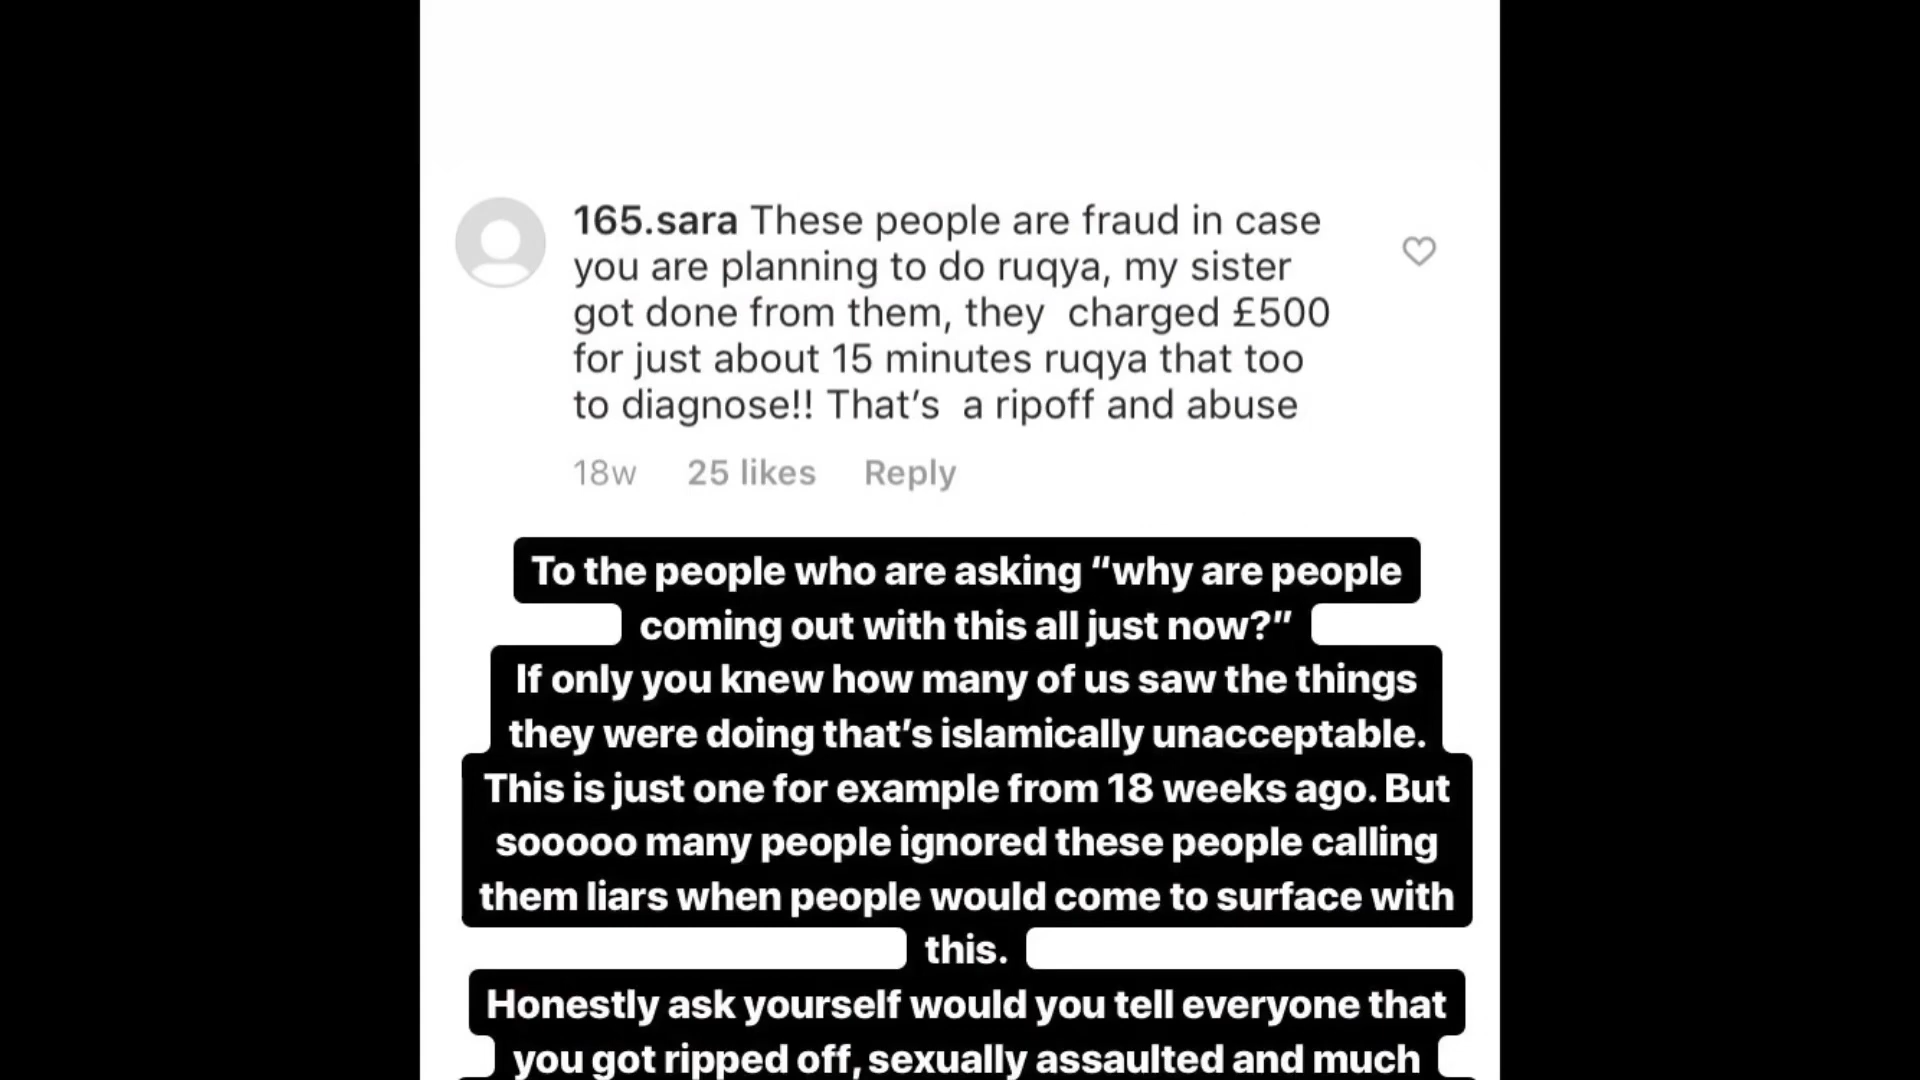 165.sara These people are fraud in case
you are planning to do ruqya, my sister
got done from them, they  charged £500
for just about 15 minutes ruqya that too
to diagnose!! That’s  a ripoff and abuse
18w 25 likes Reply
To the people who are asking “why are people
coming out with this all just now?”
If only you knew how many of us saw the things
they were doing that’s islamically unacceptable.
This is just one for example from 18 weeks ago. But
sooooo many people ignored these people calling
them liars when people would come to surface with
this.
Honestly ask yourself would you tell everyone that
you got ripped off, sexually assaulted and much